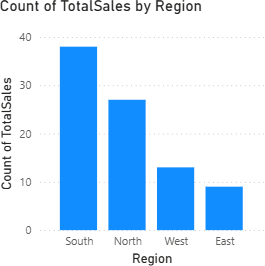 Count of TotalSales by Region
40
30
20
10
0
Count of TotalSales
South North West East
Region